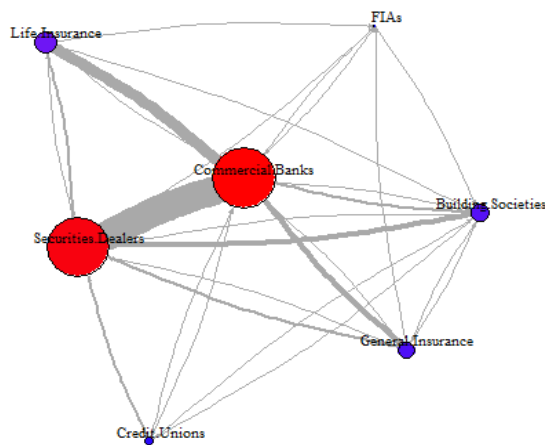 FIAs
Life Insurance
Commercial Banks
Building Societies
Securities Dealers
General Insurance
Credit Unions